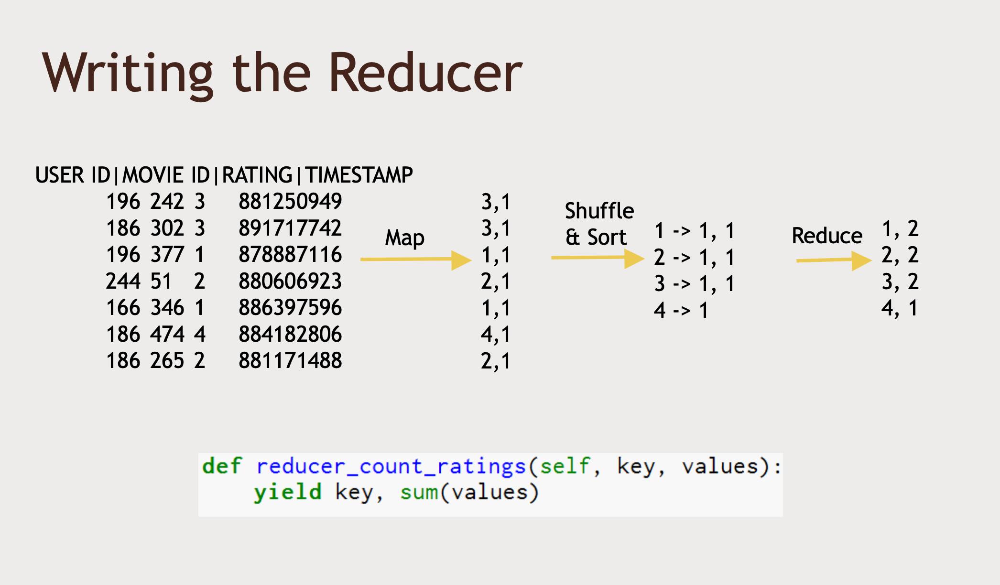 Writing the Reducer
USER ID|MOVIE ID|RATING|TIMESTAMP
196 242 3 881250949
186 302 3 891717742
196 377 1 878887116
244 51 2 880606923
166 346 1 886397596
186 474 4 884182806
186 265 2 881171488
Map
3,1
3,1
1,1
2,1
1,1
4,1
2,1
Shuffle
& Sort
1 -> 1, 1
2 -> 1, 1
3 -> 1, 1
4 -> 1
Reduce
1, 2
2, 2
3, 2
4, 1
def reducer_count_ratings(self, key, values):
yield key, sum(values)